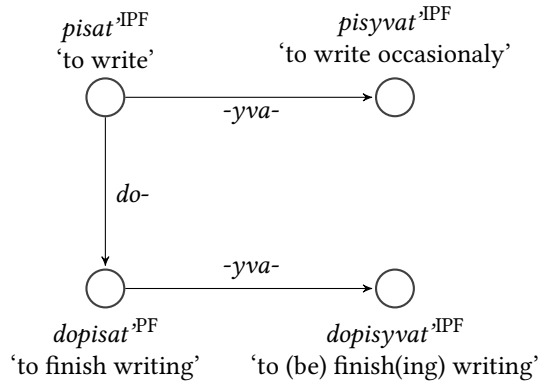 pisat’IPF
‘to write’
pisyvat’IPF
‘to write occasionaly’
-yva-
do-
-yva-
dopisat’PF
‘to finish writing’
dopisyvat’IPF
‘to (be) finish(ing) writing’